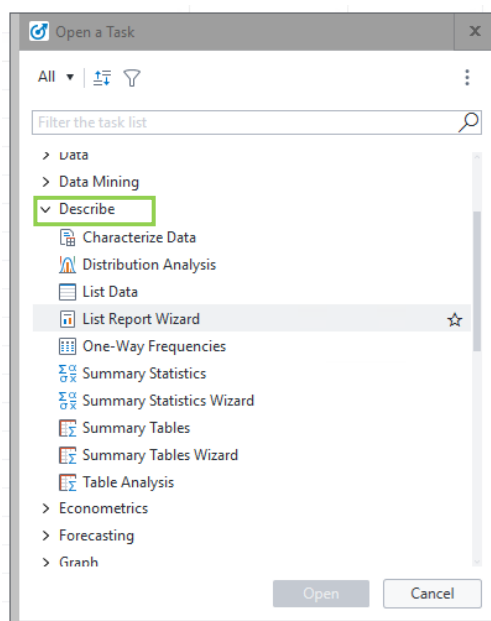 Open a Task
All
Filter the task list
Data
Data Mining
Describe
Characterize Data
Distribution Analysis
List Data
List Report Wizard
One-Way Frequencies
Summary Statistics
Summary Statistics Wizard
Summary Tables
Summary Tables Wizard
Table Analysis
Econometrics
Forecasting
Graph
Open Cancel